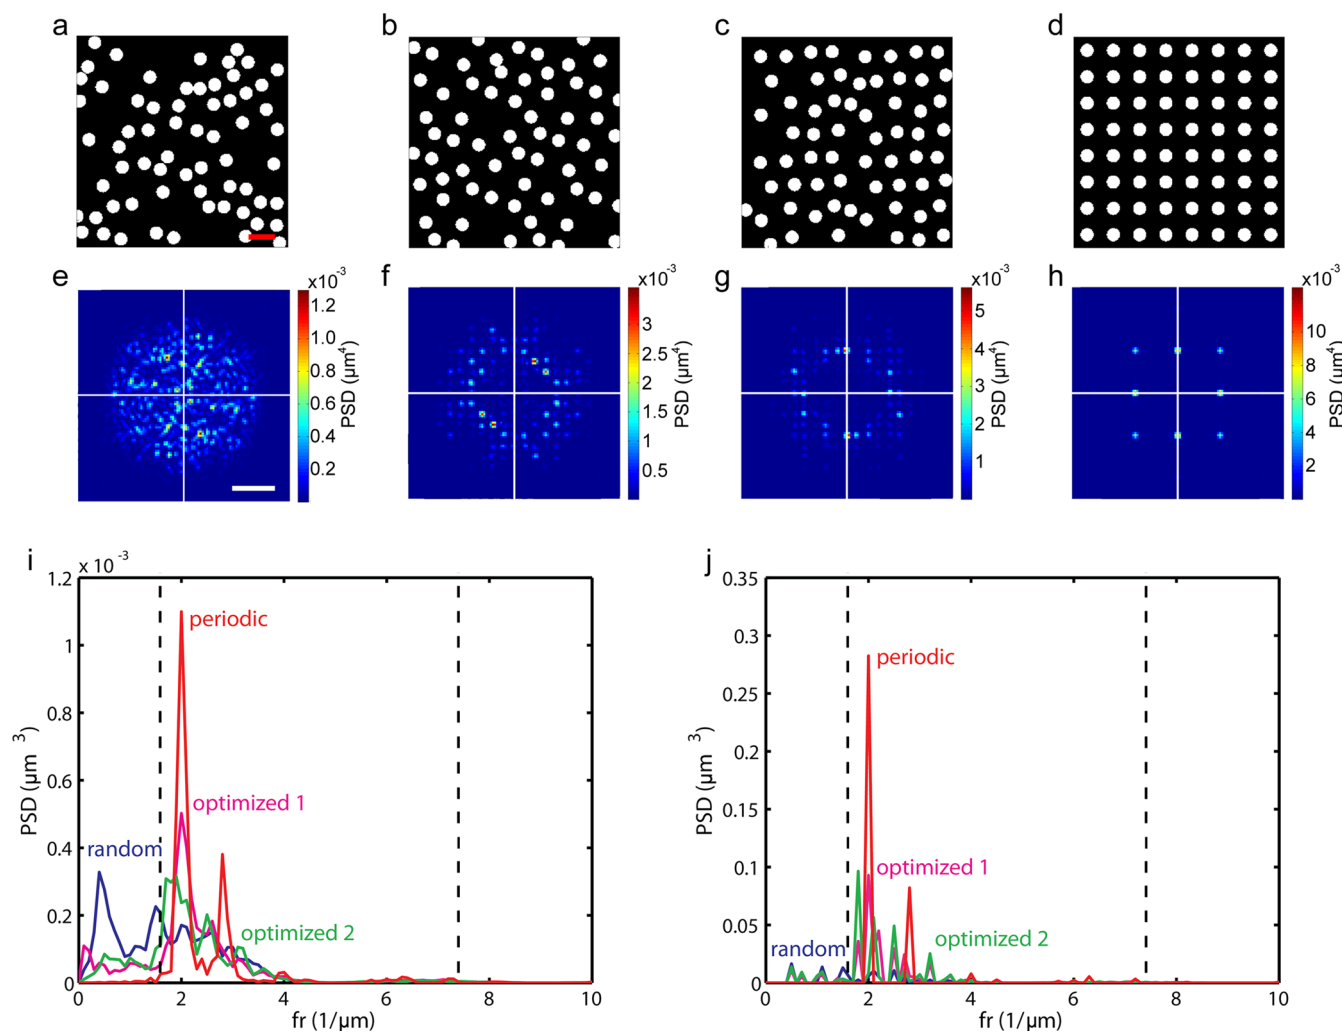 a
b
c
d
e
x10-3
1.2
1.0
0.8
0.6
0.4
0.2
PSD (µm4)
f
x10-3
3
2.5
2
1.5
1
0.5
PSD (µm4)
g
x10-3
5
4
3
2
1
PSD (µm4)
h
x10-3
10
8
6
4
2
PSD (µm4)
i
x 10-3
1.2
1
0.8
0.6
0.4
0.2
0
PSD (µm 3)
periodic
optimized 1
random
optimized 2
0 2 4 6 8 10
fr (1/µm)
j
0.35
0.3
0.25
0.2
0.15
0.1
0.05
0
PSD (µm 3)
periodic
optimized 1
random
optimized 2
0 2 4 6 8 10
fr (1/µm)